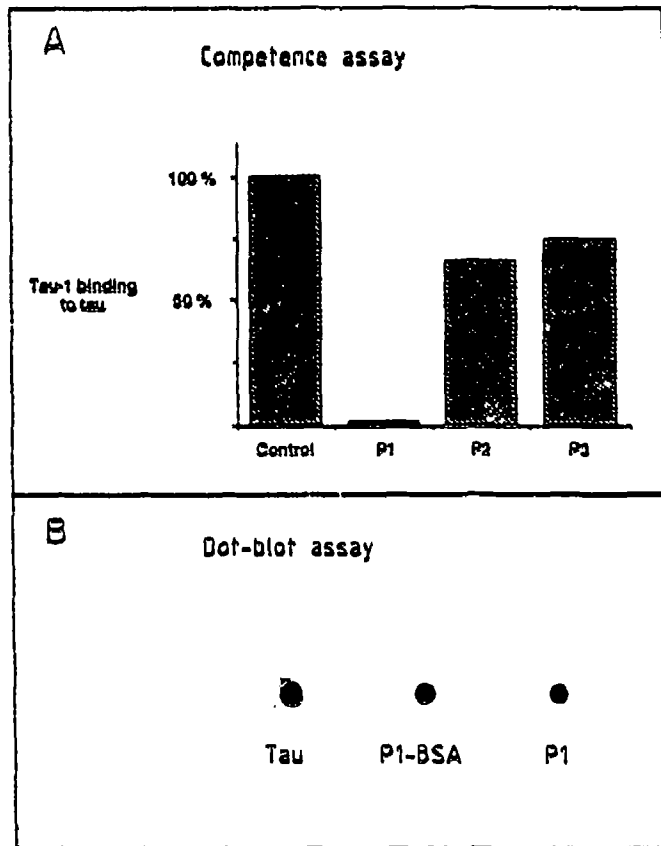 A
Competence assay
100 %
Tau-1 binding
to tau
50 %
Control P1 P2 P3
B
Dot-blot assay
Tau P1-BSA P1